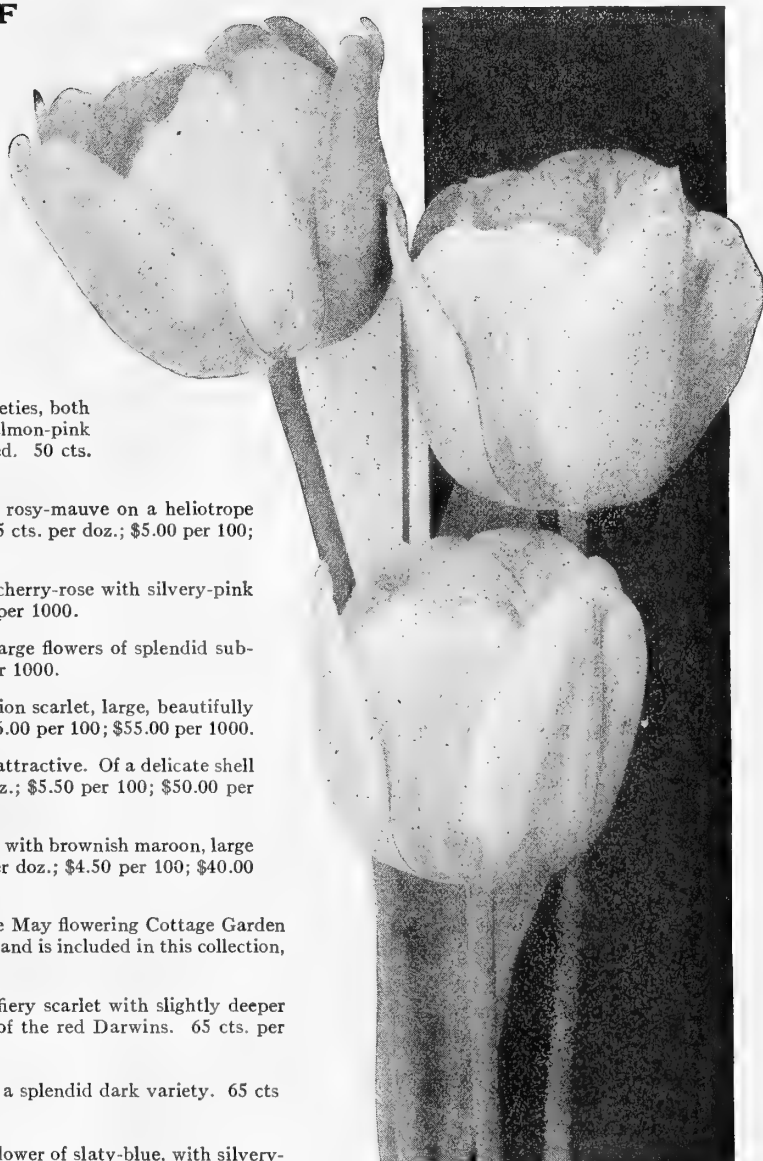 F
eties, both
lmon-pink
ed. 50 cts.
rosy-mauve on a heliotrope
5 cts. per doz.; $5.00 per 100;
cherry-rose with silvery-pink
per 1000.
arge flowers of splendid sub-
r 1000.
ion scarlet, large, beautifully
6.00 per 100; $55.00 per 1000.
attractive. Of a delicate shell
z.; $5.50 per 100; $50.00 per
with brownish maroon, large
er doz.; $4.50 per 100; $40.00
e May flowering Cottage Garden
and is included in this collection,
fiery scarlet with slightly deeper
of the red Darwins. 65 cts. per
a splendid dark variety. 65 cts
lower of slaty-blue, with silvery-